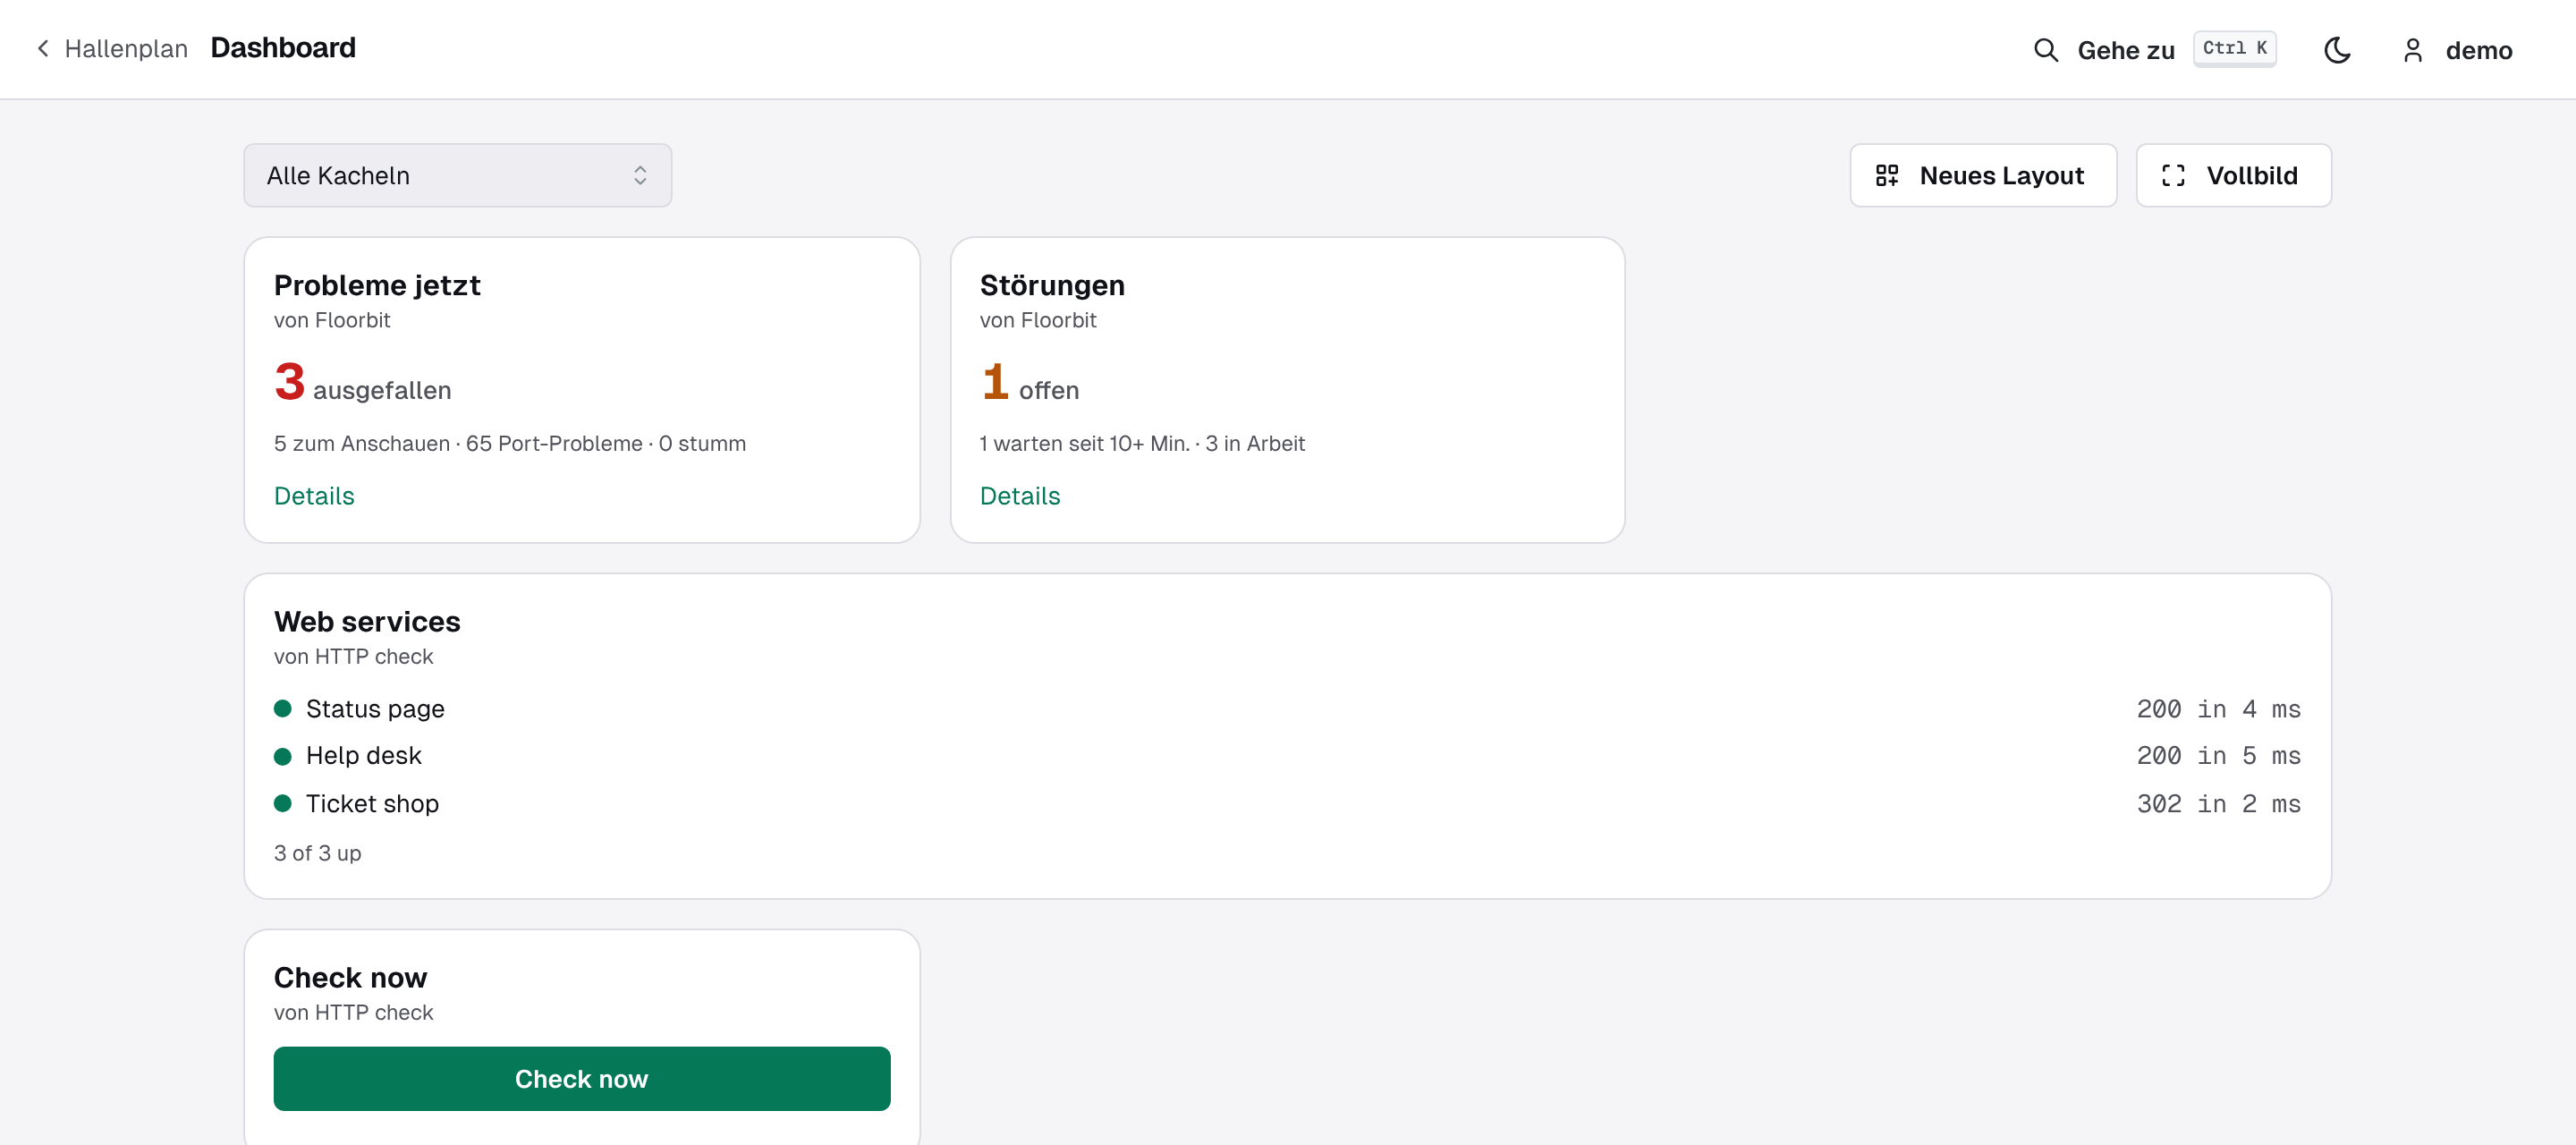 Hallenplan Dashboard
Gehe zu Ctrl K demo
Alle Kacheln
Neues Layout Vollbild
Probleme jetzt
von Floorbit
3 ausgefallen
5 zum Anschauen · 65 Port-Probleme · 0 stumm
Details
Störungen
von Floorbit
1 offen
1 warten seit 10+ Min. · 3 in Arbeit
Details
Web services
von HTTP check
Status page 200 in 4 ms
Help desk 200 in 5 ms
Ticket shop 302 in 2 ms
3 of 3 up
Check now
von HTTP check
Check now